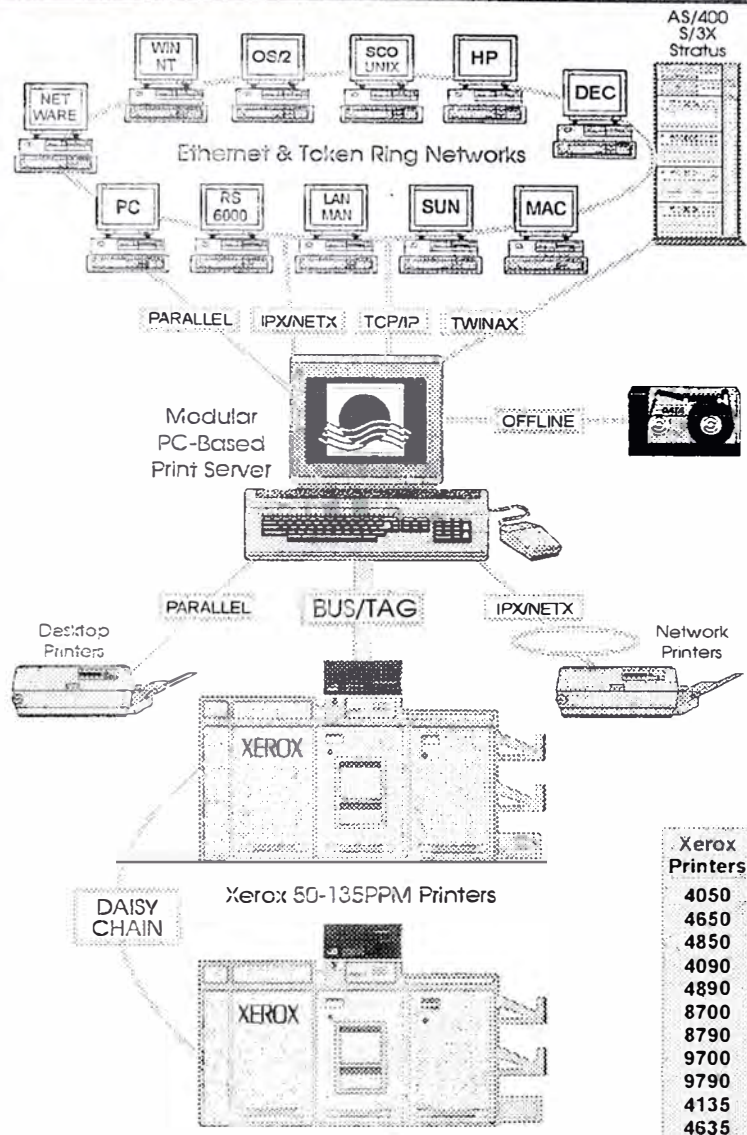 AS/400
S/3X
Stratus
WIN
NT
OS/2
SCO
UNIX
HP
NET
WARE
DEC
Ethernet & Token Ring Networks
PC
RS
6000
LAN
MAN
SUN
MAC
PARALLEL
IPX/NETX
TCP/IP
TWINAX
Modular
PC-Based
Print Server
OFFLINE
DATA
PARALLEL
BUS/TAG
IPX/NETX
Desktop
Printers
Network
Printers
XEROX
Xerox 50-135PPM Printers
DAISY
CHAIN
XEROX
Xerox
Printers
4050
4650
4850
4090
4890
8700
8790
9700
9790
4135
4635